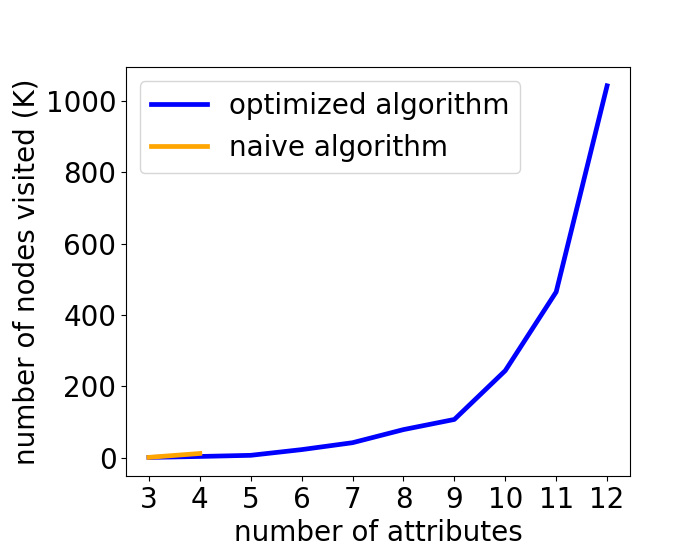 optimized algorithm
naive algorithm
number of nodes visited (K)
1000
800
600
400
200
0
3 4 5 6 7 8 9 10 11 12
number of attributes